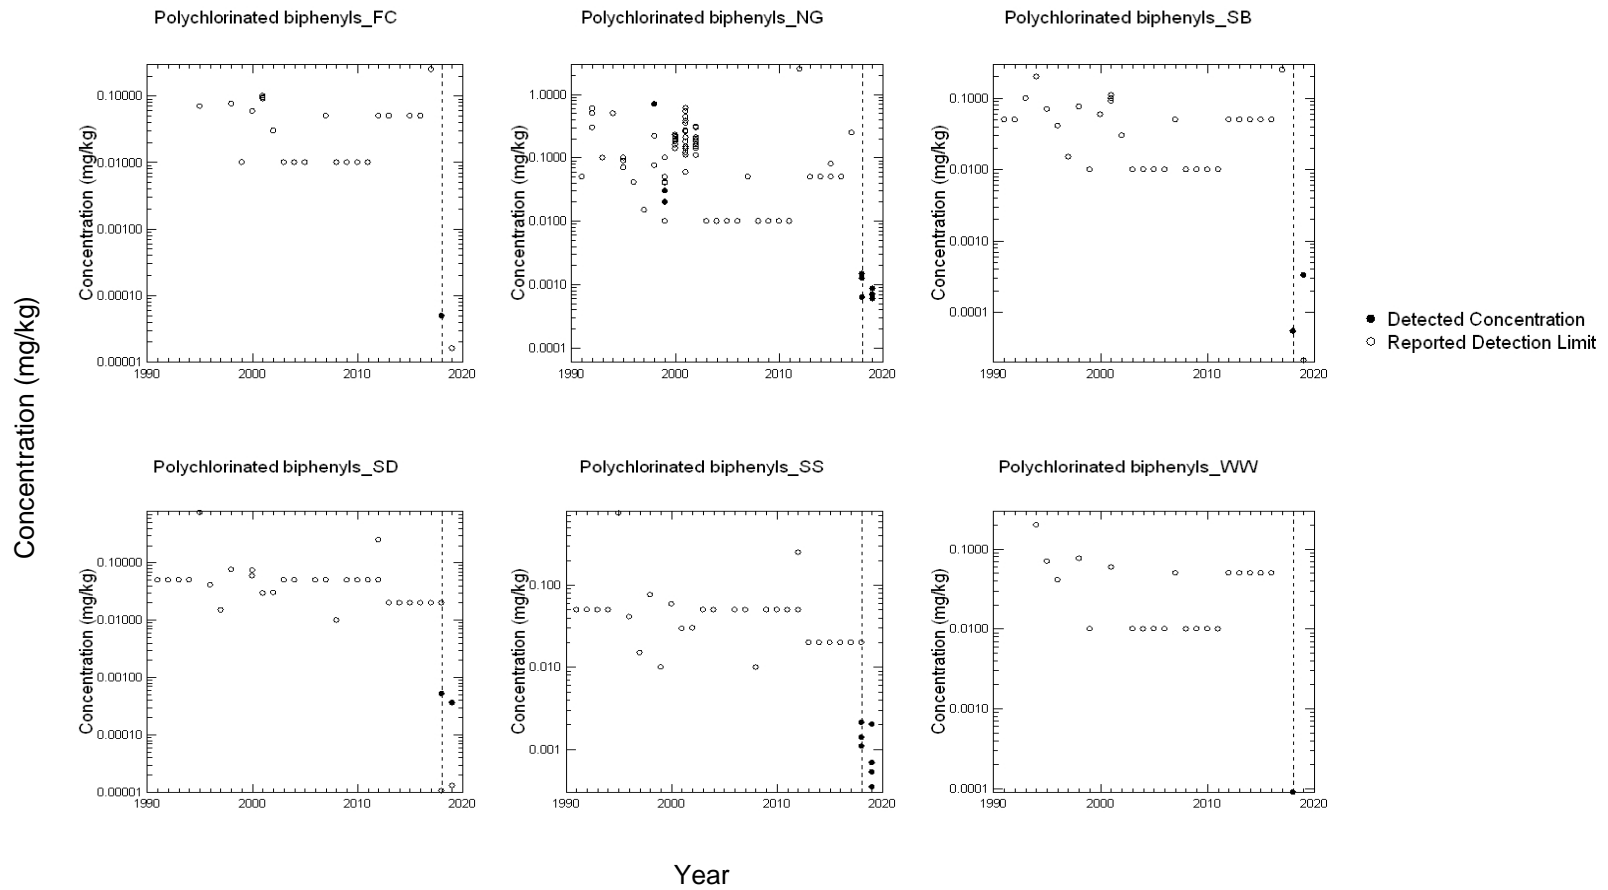 Polychlorinated biphenyls_FC
Polychlorinated biphenyls_NG
Polychlorinated biphenyls_SB
Concentration (mg/kg)
0.10000
0.01000
0.00100
0.00010
0.00001
1990 2000 2010 2020
Concentration (mg/kg)
1.0000
0.1000
0.0100
0.0010
0.0001
1990 2000 2010 2020
Concentration (mg/kg)
0.1000
0.0100
0.0010
0.0001
1990 2000 2010 2020
Detected Concentration
Reported Detection Limit
Concentration (mg/kg)
Polychlorinated biphenyls_SD
Polychlorinated biphenyls_SS
Polychlorinated biphenyls_WW
Concentration (mg/kg)
0.10000
0.01000
0.00100
0.00010
0.00001
1990 2000 2010 2020
Concentration (mg/kg)
0.100
0.010
0.001
1990 2000 2010 2020
Concentration (mg/kg)
0.1000
0.0100
0.0010
0.0001
1990 2000 2010 2020
Year